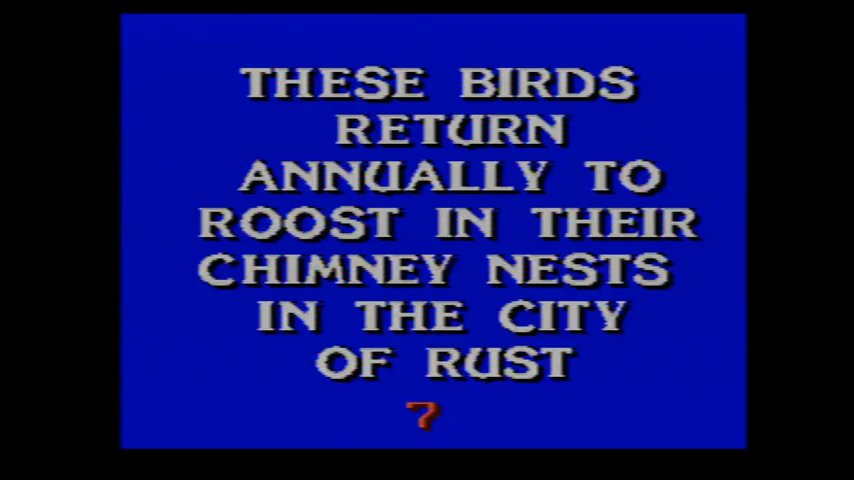 THESE BIRDS
RETURN
ANNUALLY TO
ROOST IN THEIR
CHIMNEY NESTS
IN THE CITY
OF RUST
7